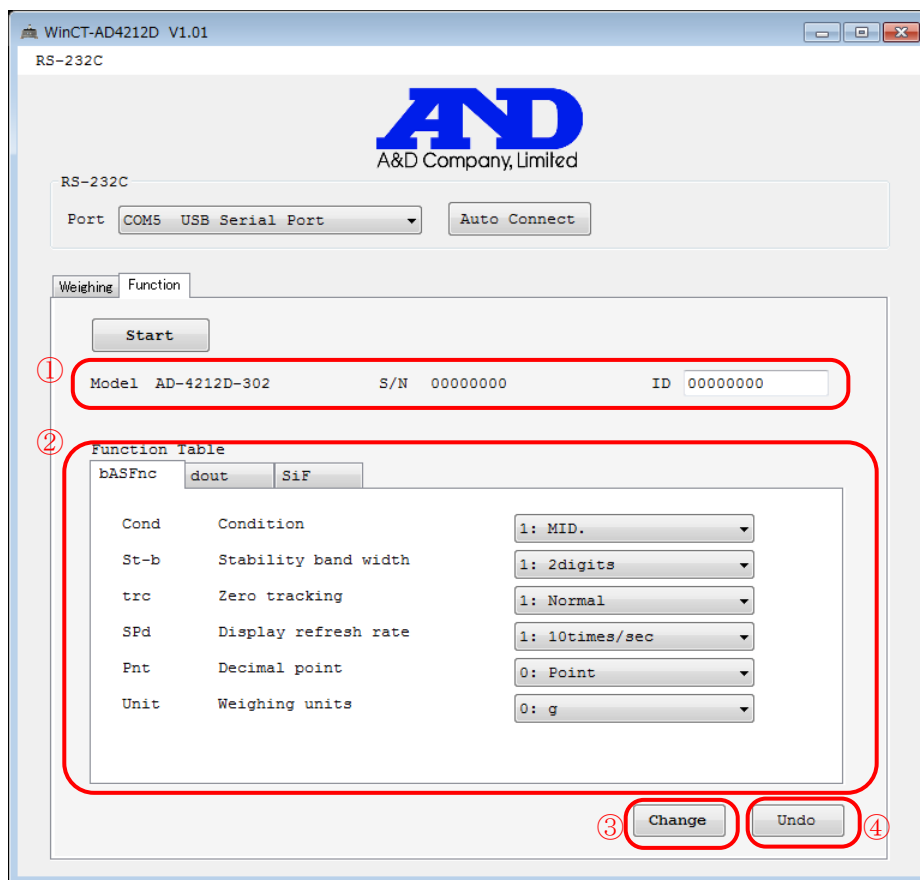 WinCT-AD4212D V1.01
RS-232C
AND
A&D Company, Limited
RS-232C
Port COM5 USB Serial Port Auto Connect
Weighing Function
Start
① Model AD-4212D-302 S/N 00000000 ID 00000000
② Function Table
bASFnc dout SiF
Cond Condition 1: MID.
St-b Stability band width 1: 2digits
trc Zero tracking 1: Normal
SPd Display refresh rate 1: 10times/sec
Pnt Decimal point 0: Point
Unit Weighing units 0: g
③ Change Undo ④